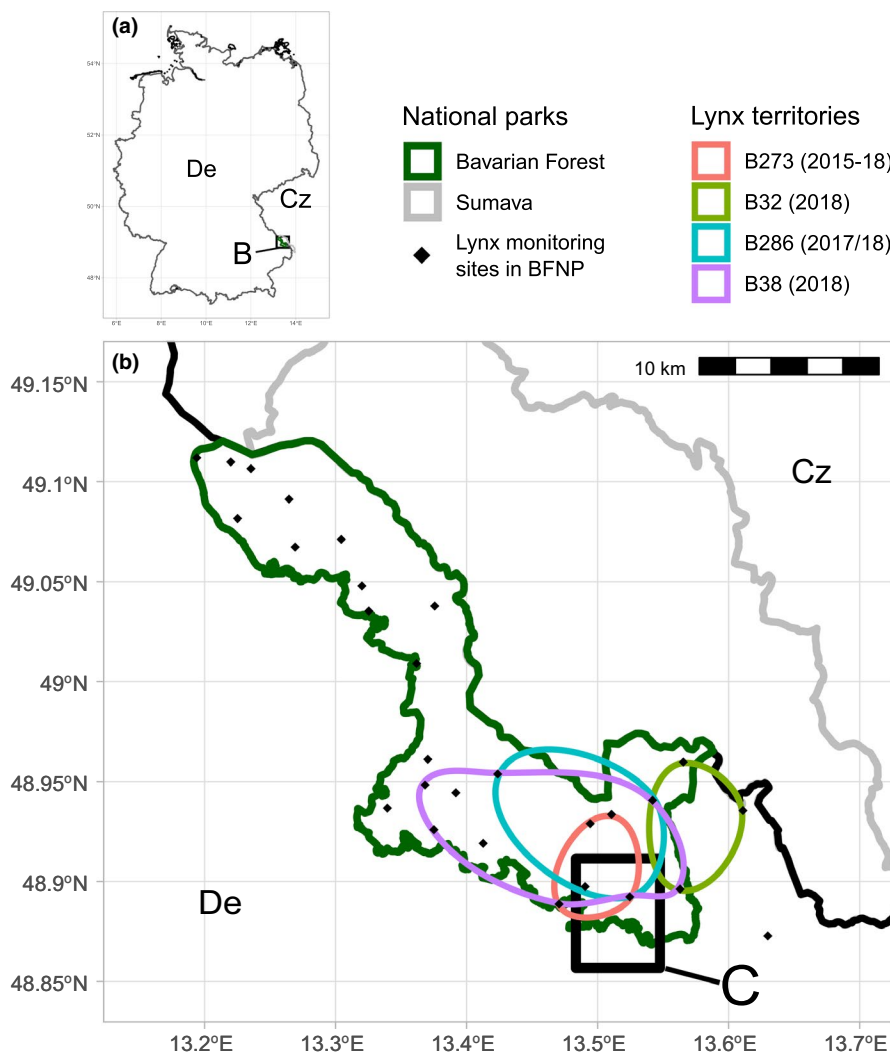 (a)
54°N
52°N
50°N
48°N
6°E 8°E 10°E 12°E 14°E
De
Cz
B
National parks
Bavarian Forest
Sumava
Lynx monitoring
sites in BFNP
Lynx territories
B273 (2015-18)
B32 (2018)
B286 (2017/18)
B38 (2018)
(b)
10 km
49.15°N
49.1°N
49.05°N
49°N
48.95°N
48.9°N
48.85°N
Cz
De
C
13.2°E 13.3°E 13.4°E 13.5°E 13.6°E 13.7°E